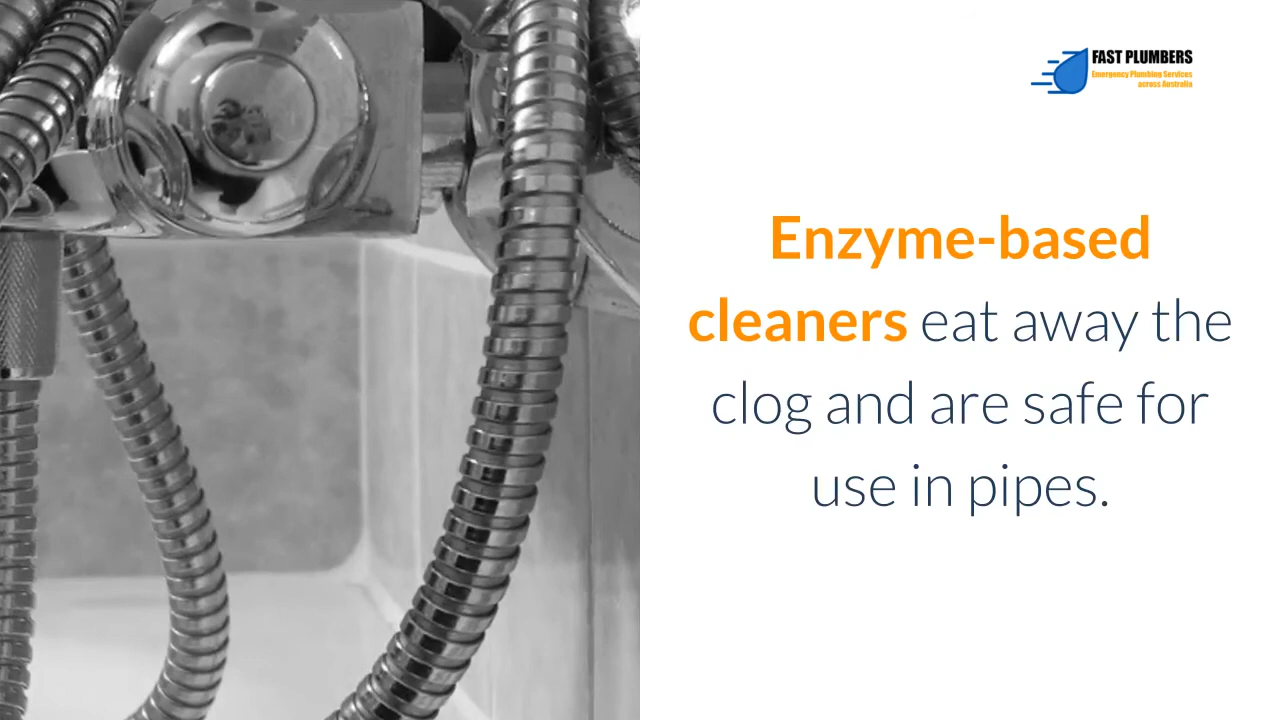 FAST PLUMBERS
Emergency Plumbing Services
across Australia
Enzyme-based
cleaners eat away the
clog and are safe for
use in pipes.